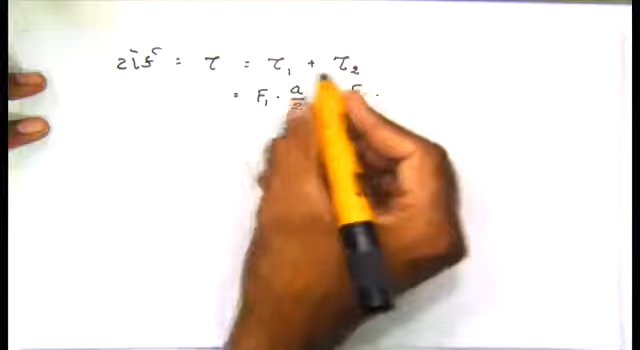 ટોર્ક = τ = τ₁ + τ₂
= F₁ · a/2 F ·